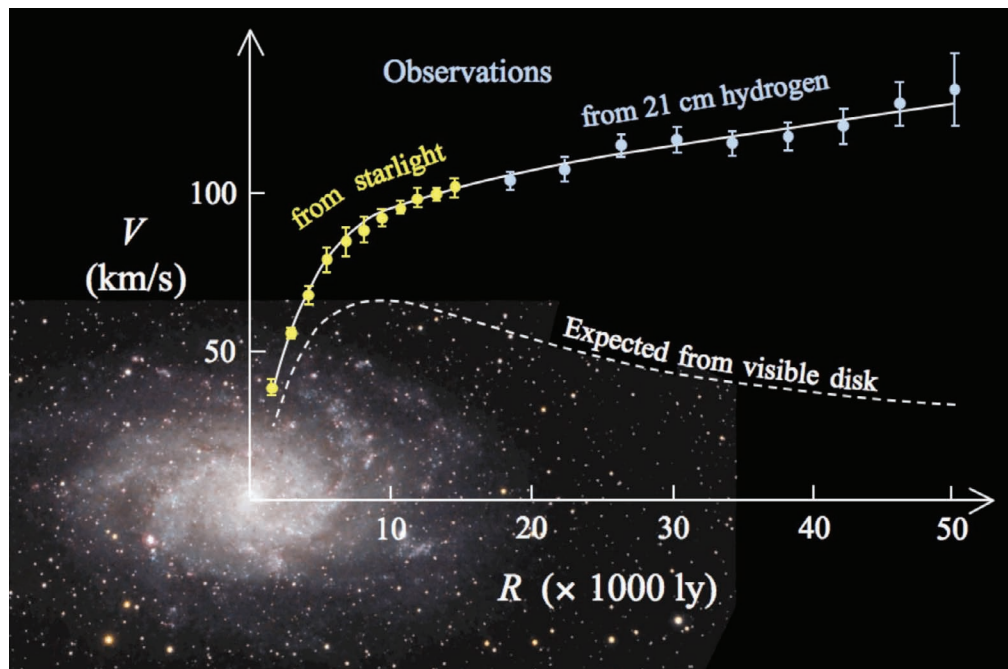 Observations
from 21 cm hydrogen
from starlight
100
V
(km/s)
50
Expected from visible disk
10 20 30 40 50
R (× 1000 ly)